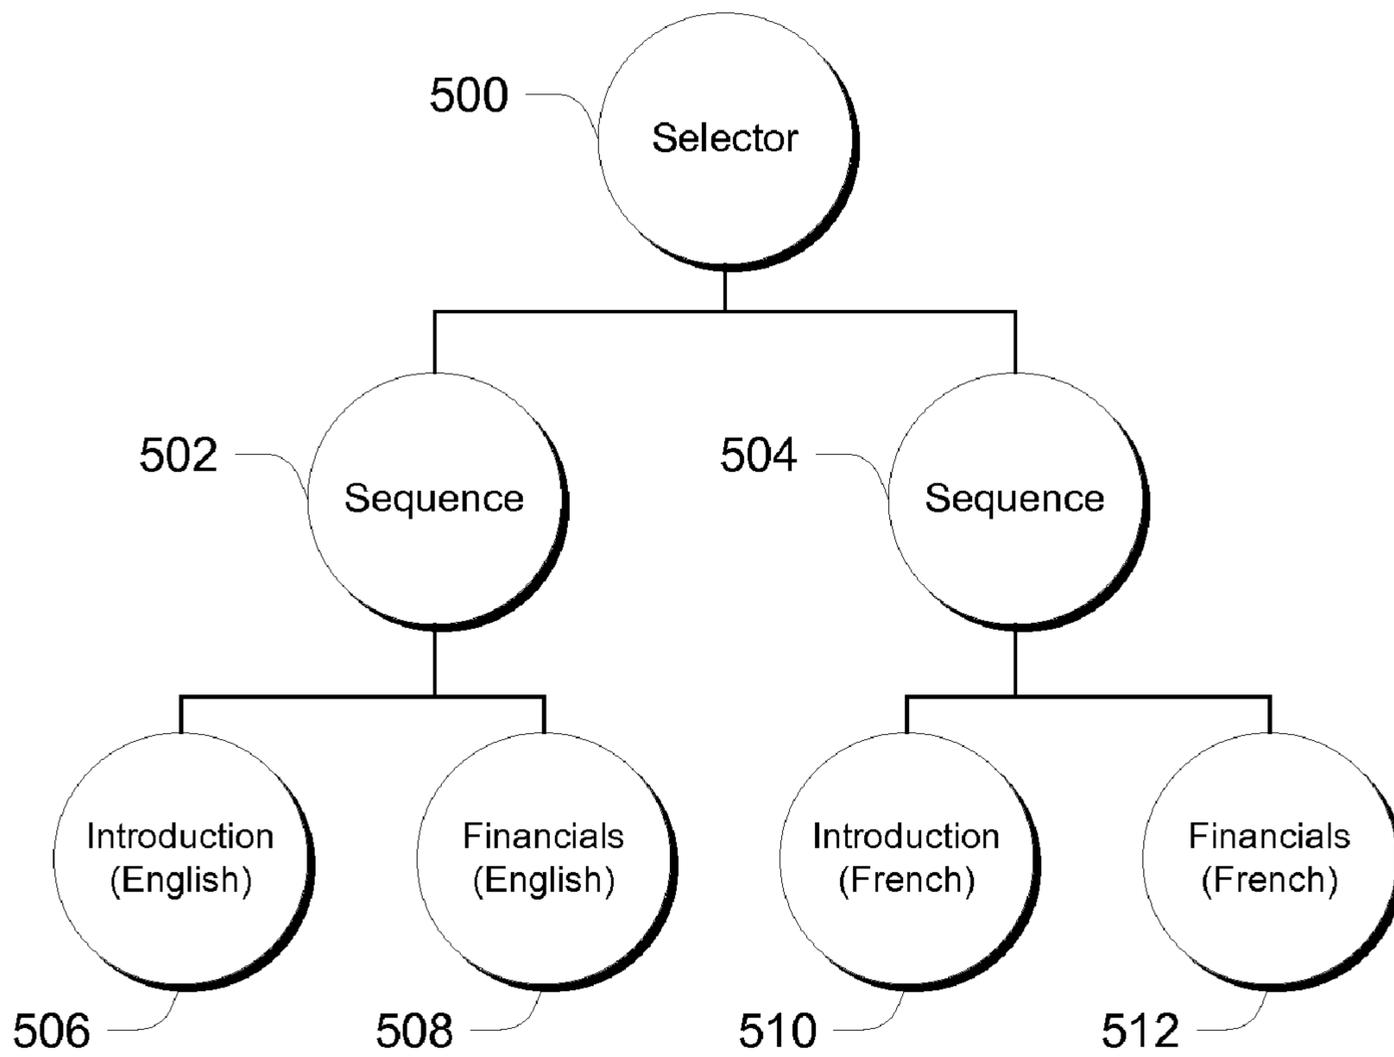 500
Selector
502
Sequence
504
Sequence
Introduction
(English)
Financials
(English)
Introduction
(French)
Financials
(French)
506
508
510
512